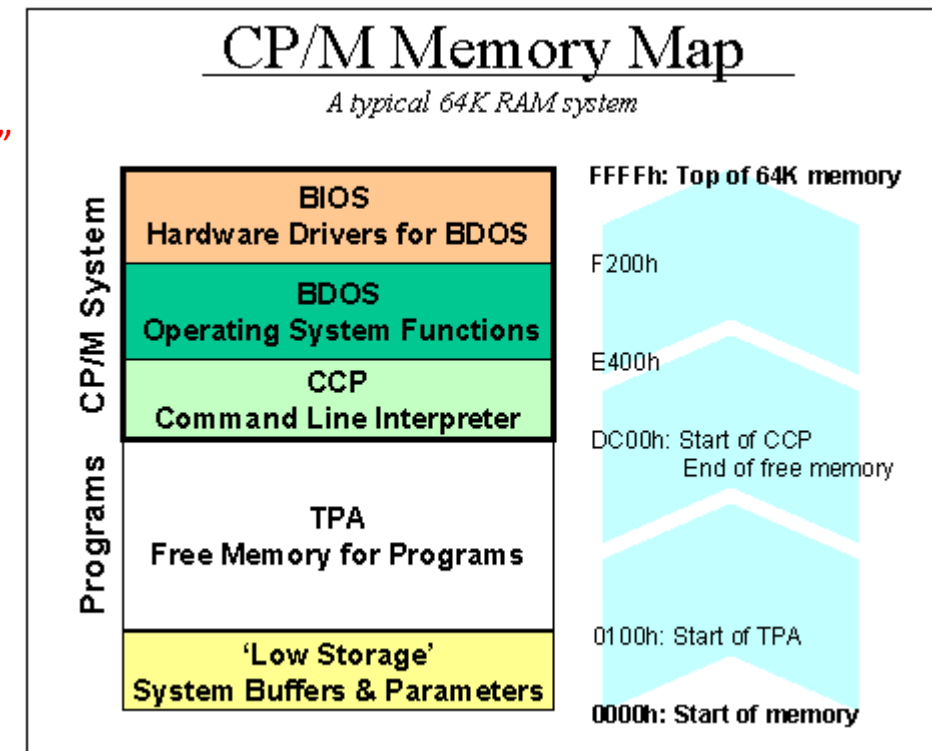 CP/M Memory Map
A typical 64K RAM system
”
CP/M System
Programs
BIOS
Hardware Drivers for BDOS
BDOS
Operating System Functions
CCP
Command Line Interpreter
TPA
Free Memory for Programs
‘Low Storage’
System Buffers & Parameters
FFFFh: Top of 64K memory
F200h
E400h
DC00h: Start of CCP
End of free memory
0100h: Start of TPA
0000h: Start of memory